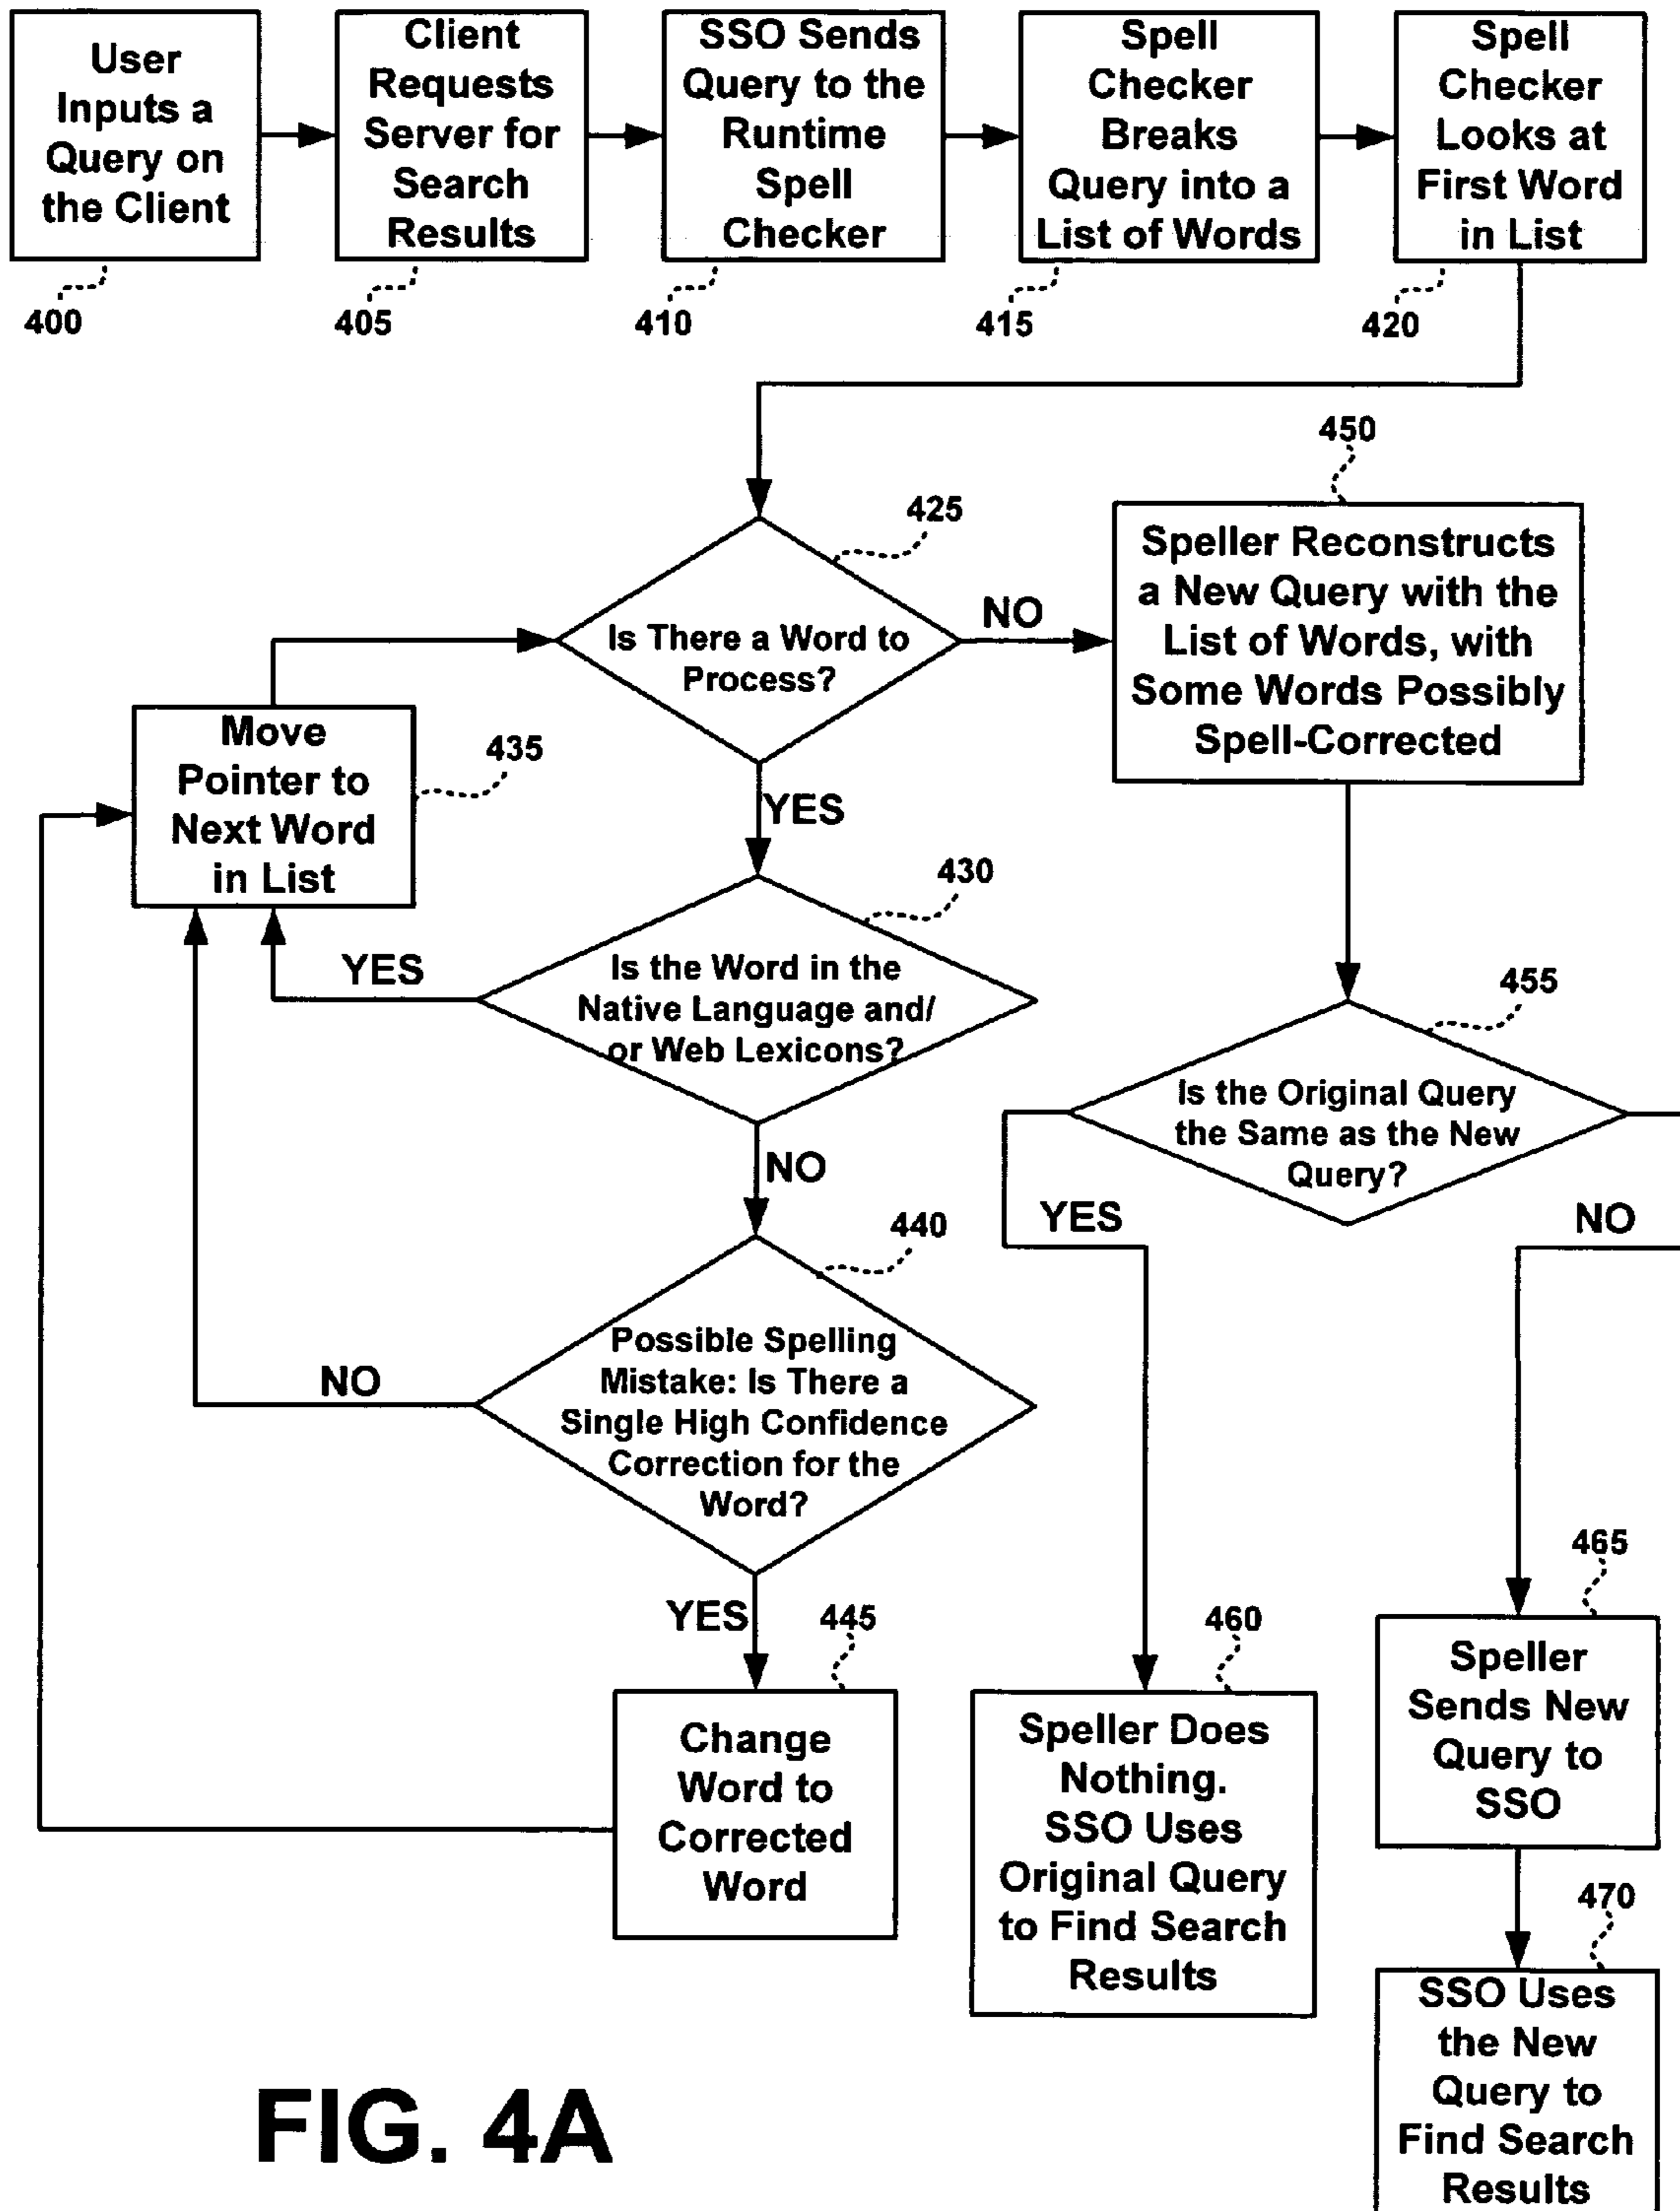 User
Inputs a
Query on
the Client
400
Client
Requests
Server for
Search
Results
405
SSO Sends
Query to the
Runtime
Spell
Checker
410
Spell
Checker
Breaks
Query into a
List of Words
415
Spell
Checker
Looks at
First Word
in List
420
425
Is There a Word to
Process?
NO
YES
450
Speller Reconstructs
a New Query with the
List of Words, with
Some Words Possibly
Spell-Corrected
Move
Pointer to
Next Word
in List
435
430
Is the Word in the
Native Language and/
or Web Lexicons?
YES
NO
455
Is the Original Query
the Same as the New
Query?
YES
NO
440
Possible Spelling
Mistake: Is There a
Single High Confidence
Correction for the
Word?
NO
YES
445
Change
Word to
Corrected
Word
460
Speller Does
Nothing.
SSO Uses
Original Query
to Find Search
Results
465
Speller
Sends New
Query to
SSO
470
SSO Uses
the New
Query to
Find Search
Results
FIG. 4A